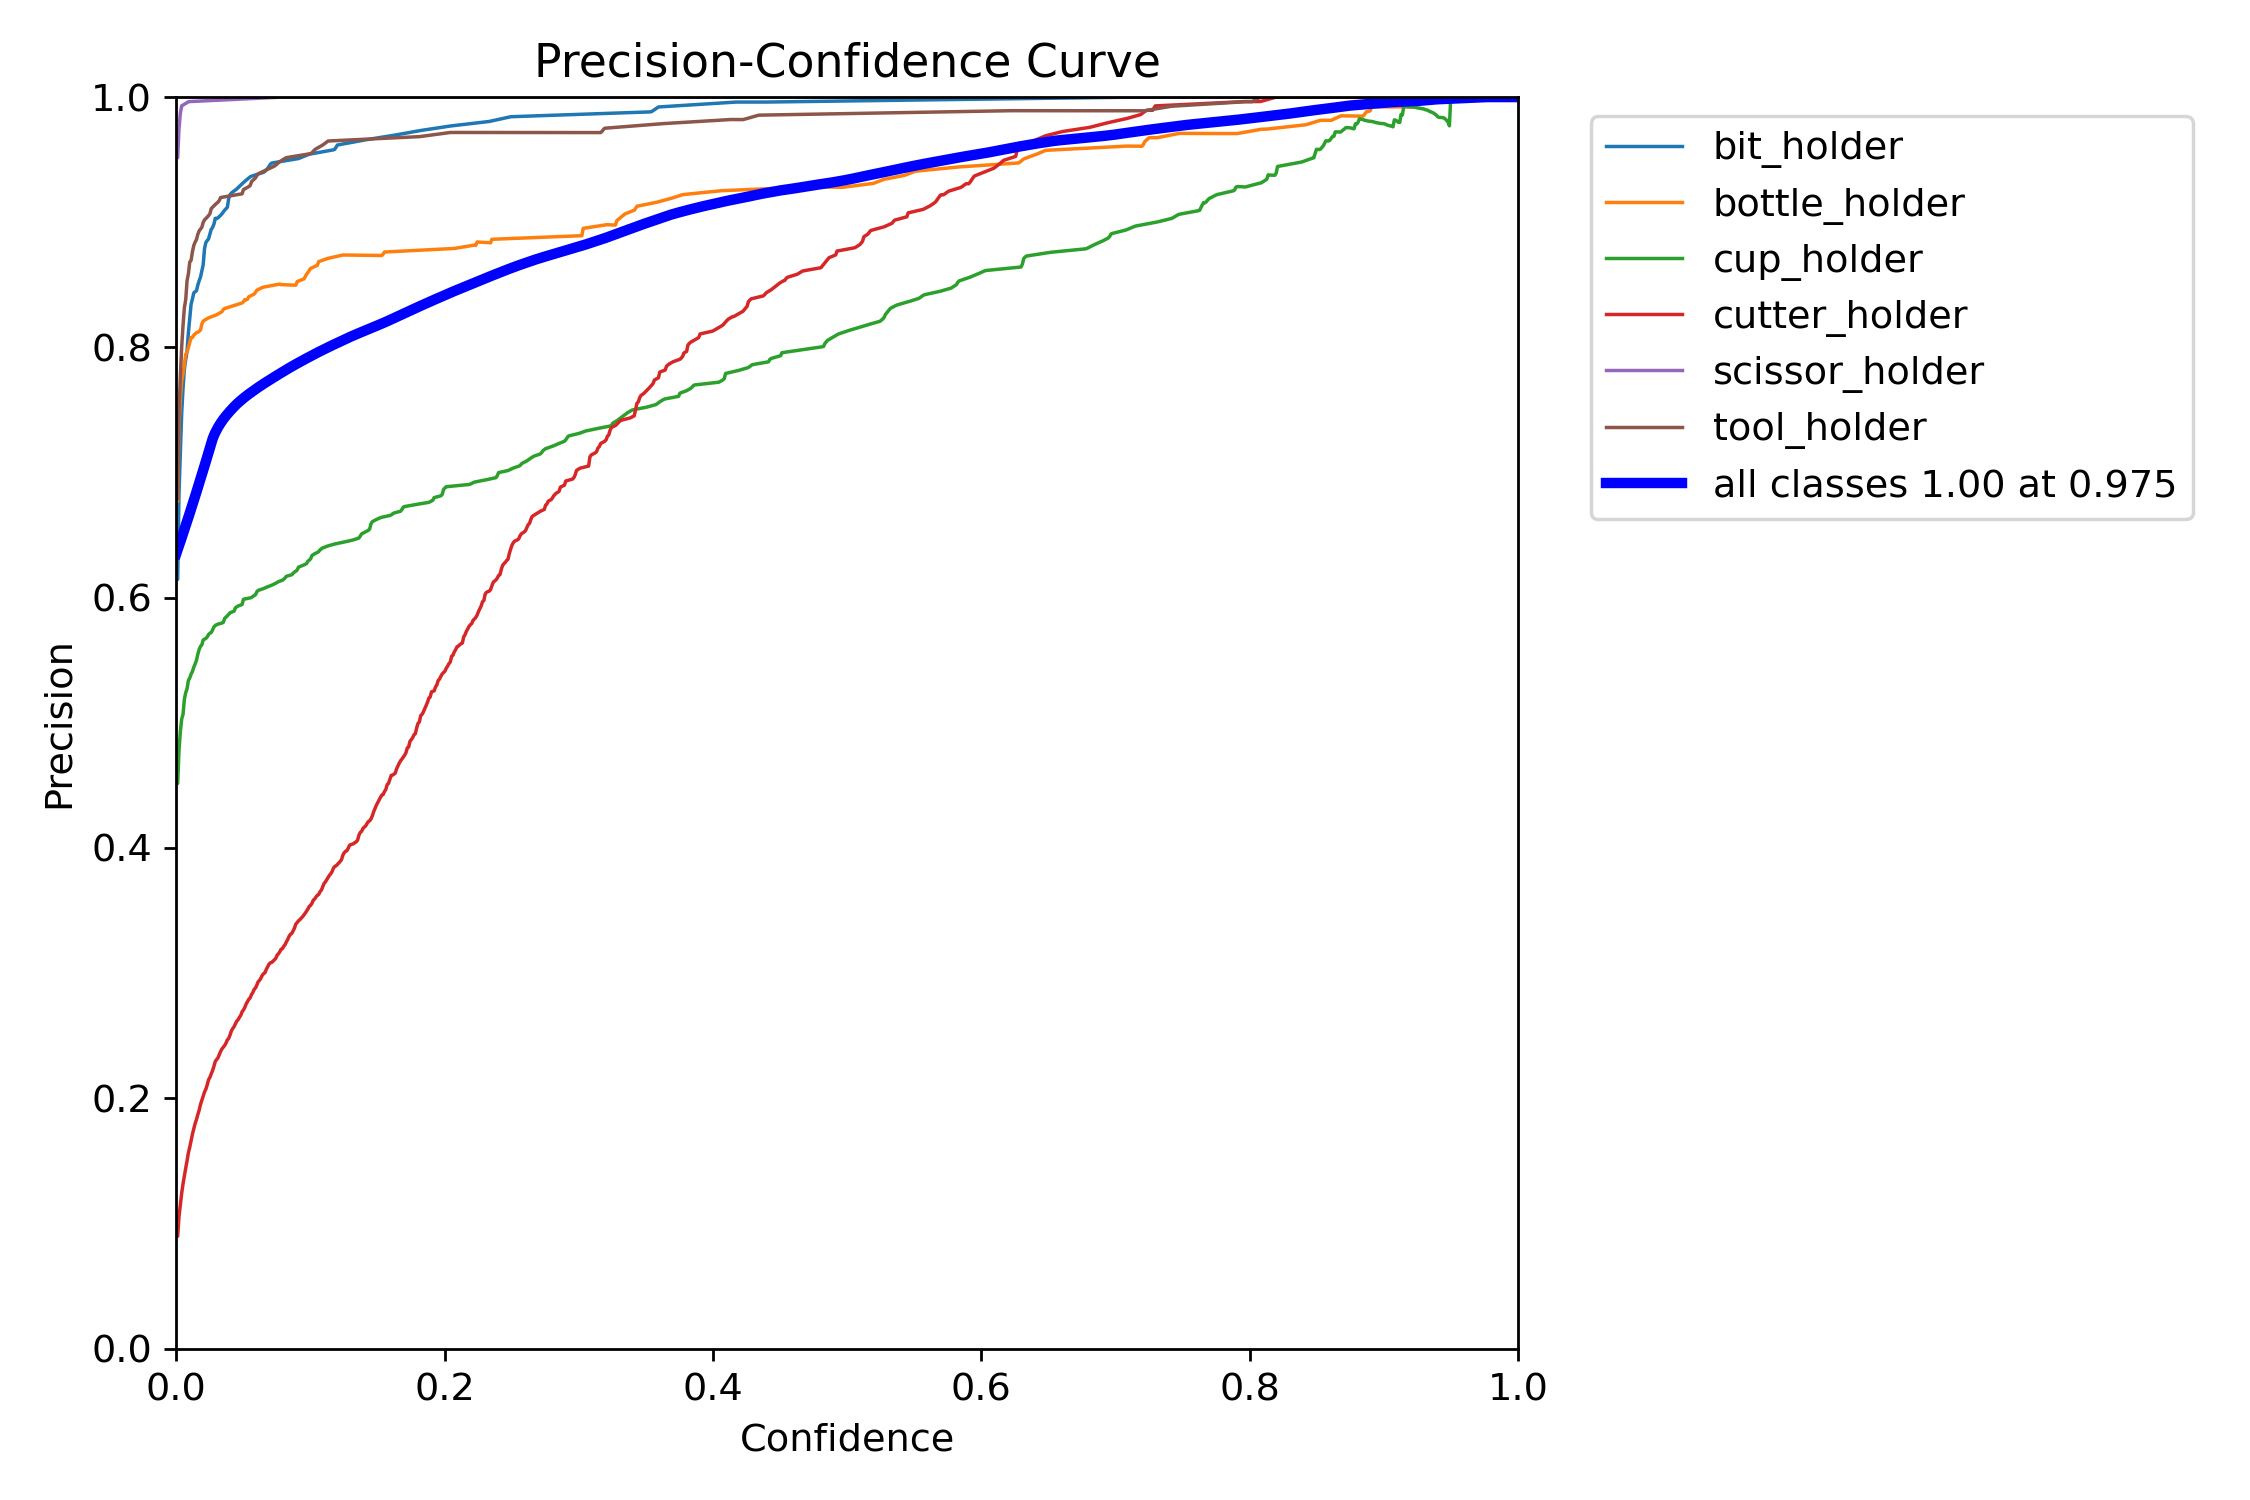 Precision-Confidence Curve
1.0
0.8
0.6
0.4
0.2
0.0
Precision
0.0 0.2 0.4 0.6 0.8 1.0
Confidence
bit_holder
bottle_holder
cup_holder
cutter_holder
scissor_holder
tool_holder
all classes 1.00 at 0.975